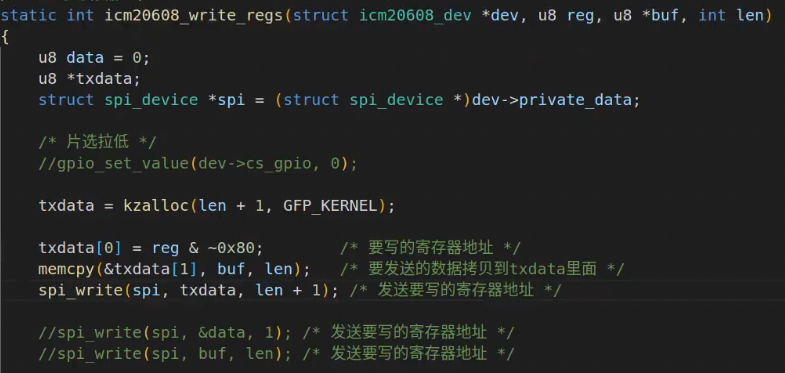 static int icm20608_write_regs(struct icm20608_dev *dev, u8 reg, u8 *buf, int len)
{
    u8 data = 0;
    u8 *txdata;
    struct spi_device *spi = (struct spi_device *)dev->private_data;

    /* 片选拉低 */
    //gpio_set_value(dev->cs_gpio, 0);

    txdata = kzalloc(len + 1, GFP_KERNEL);

    txdata[0] = reg & ~0x80;        /* 要写的寄存器地址 */
    memcpy(&txdata[1], buf, len);   /* 要发送的数据拷贝到txdata里面 */
    spi_write(spi, txdata, len + 1); /* 发送要写的寄存器地址 */

    //spi_write(spi, &data, 1); /* 发送要写的寄存器地址 */
    //spi_write(spi, buf, len); /* 发送要写的寄存器地址 */